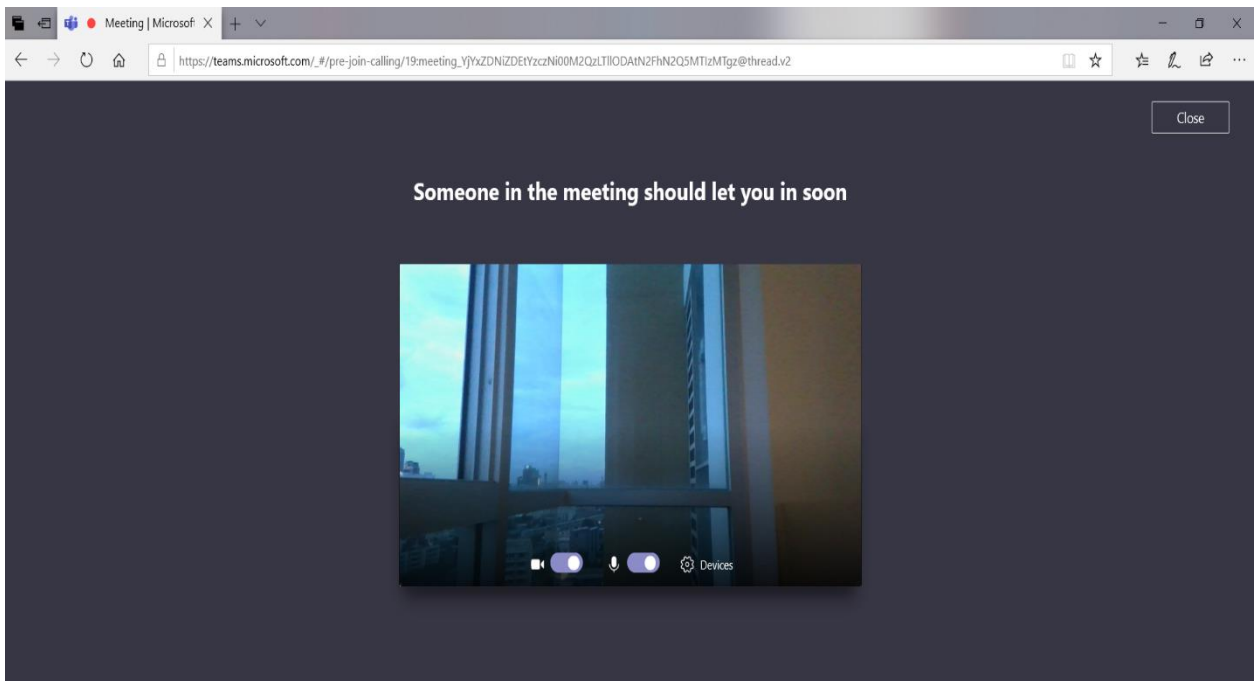 Meeting | Microsof
https://teams.microsoft.com/_#/pre-join-calling/19:meeting_YjYxZDNiZDEtYzczNi00M2QzLTllODAtN2FhN2Q5MTIzMTgz@thread.v2
Close
Someone in the meeting should let you in soon
Devices